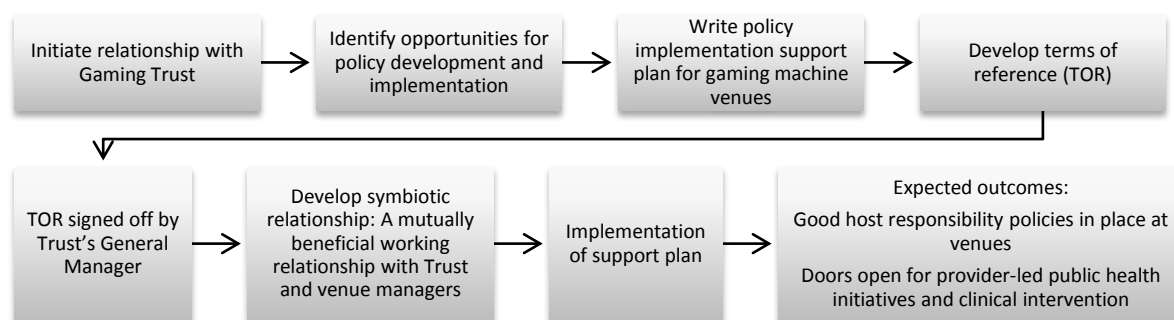 Initiate relationship with
Gaming Trust
Identify opportunities for
policy development and
implementation
Write policy
implementation support
plan for gaming machine
venues
Develop terms of
reference (TOR)
TOR signed off by
Trust's General
Manager
Develop symbiotic
relationship: A mutually
beneficial working
relationship with Trust
and venue managers
Implementation
of support plan
Expected outcomes:
Good host responsibility policies in place at
venues
Doors open for provider-led public health
initiatives and clinical intervention